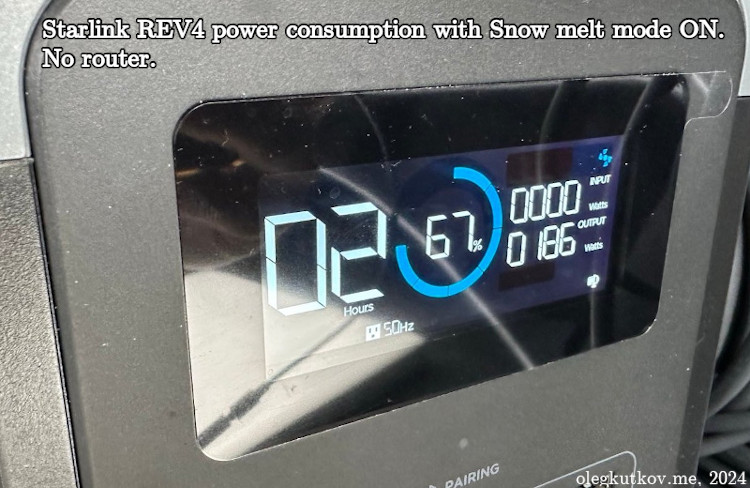 Starlink REV4 power consumption with Snow melt mode ON.
No router.
02
Hours
50Hz
67%
INPUT
0000
Watts
OUTPUT
0186
Watts
PAIRING
olegkutkov.me, 2024